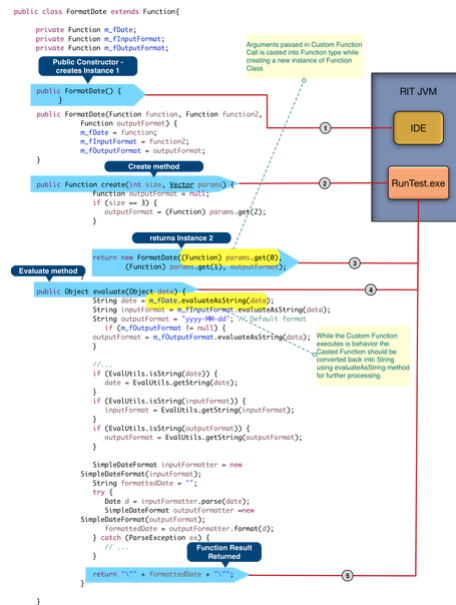 public class FormatDate extends Function{
private Function m_fDate;
private Function m_fInputFormat;
private Function m_fOutputFormat;
Public Constructor -
creates Instance 1
Arguments passed in Custom Function
Call is casted into Function type while
creating a new instance of Function
Class
public FormatDate() {
}
RIT JVM
IDE
1
public FormatDate(Function function, Function function2,
Function outputFormat) {
m_fDate = function;
m_fInputFormat = function2;
m_fOutputFormat = outputFormat;
}
Create method
public Function create(int size, Vector params) {
2
RunTest.exe
Function outputFormat = null;
if (size == 3) {
outputFormat = (Function) params.get(2);
}
returns Instance 2
return new FormatDate((Function) params.get(0),
(Function) params.get(1), outputFormat);
3
Evaluate method
public Object evaluate(Object data) {
4
String date = m_fDate.evaluateAsString(data);
String inputFormat = m_fInputFormat.evaluateAsString(data);
String outputFormat = "yyyy-MM-dd"; // Default format
if (m_fOutputFormat != null) {
outputFormat = m_fOutputFormat.evaluateAsString(data);
}
While the Custom Function
executes is behavior the
Casted Function should be
converted back into String
using evaluateAsString method
for further processing.
//...
if (EvalUtils.isString(date)) {
date = EvalUtils.getString(date);
}
if (EvalUtils.isString(inputFormat)) {
inputFormat = EvalUtils.getString(inputFormat);
}
if (EvalUtils.isString(outputFormat)) {
outputFormat = EvalUtils.getString(outputFormat);
}
SimpleDateFormat inputFormatter = new
SimpleDateFormat(inputFormat);
String formattedDate = "";
try {
Date d = inputFormatter.parse(date);
SimpleDateFormat outputFormatter =new
SimpleDateFormat(outputFormat);
formattedDate = outputFormatter.format(d);
} catch (ParseException ex) {
// ...
}
Function Result
Returned
return "\"" + formattedDate + "\"";
5
}
}